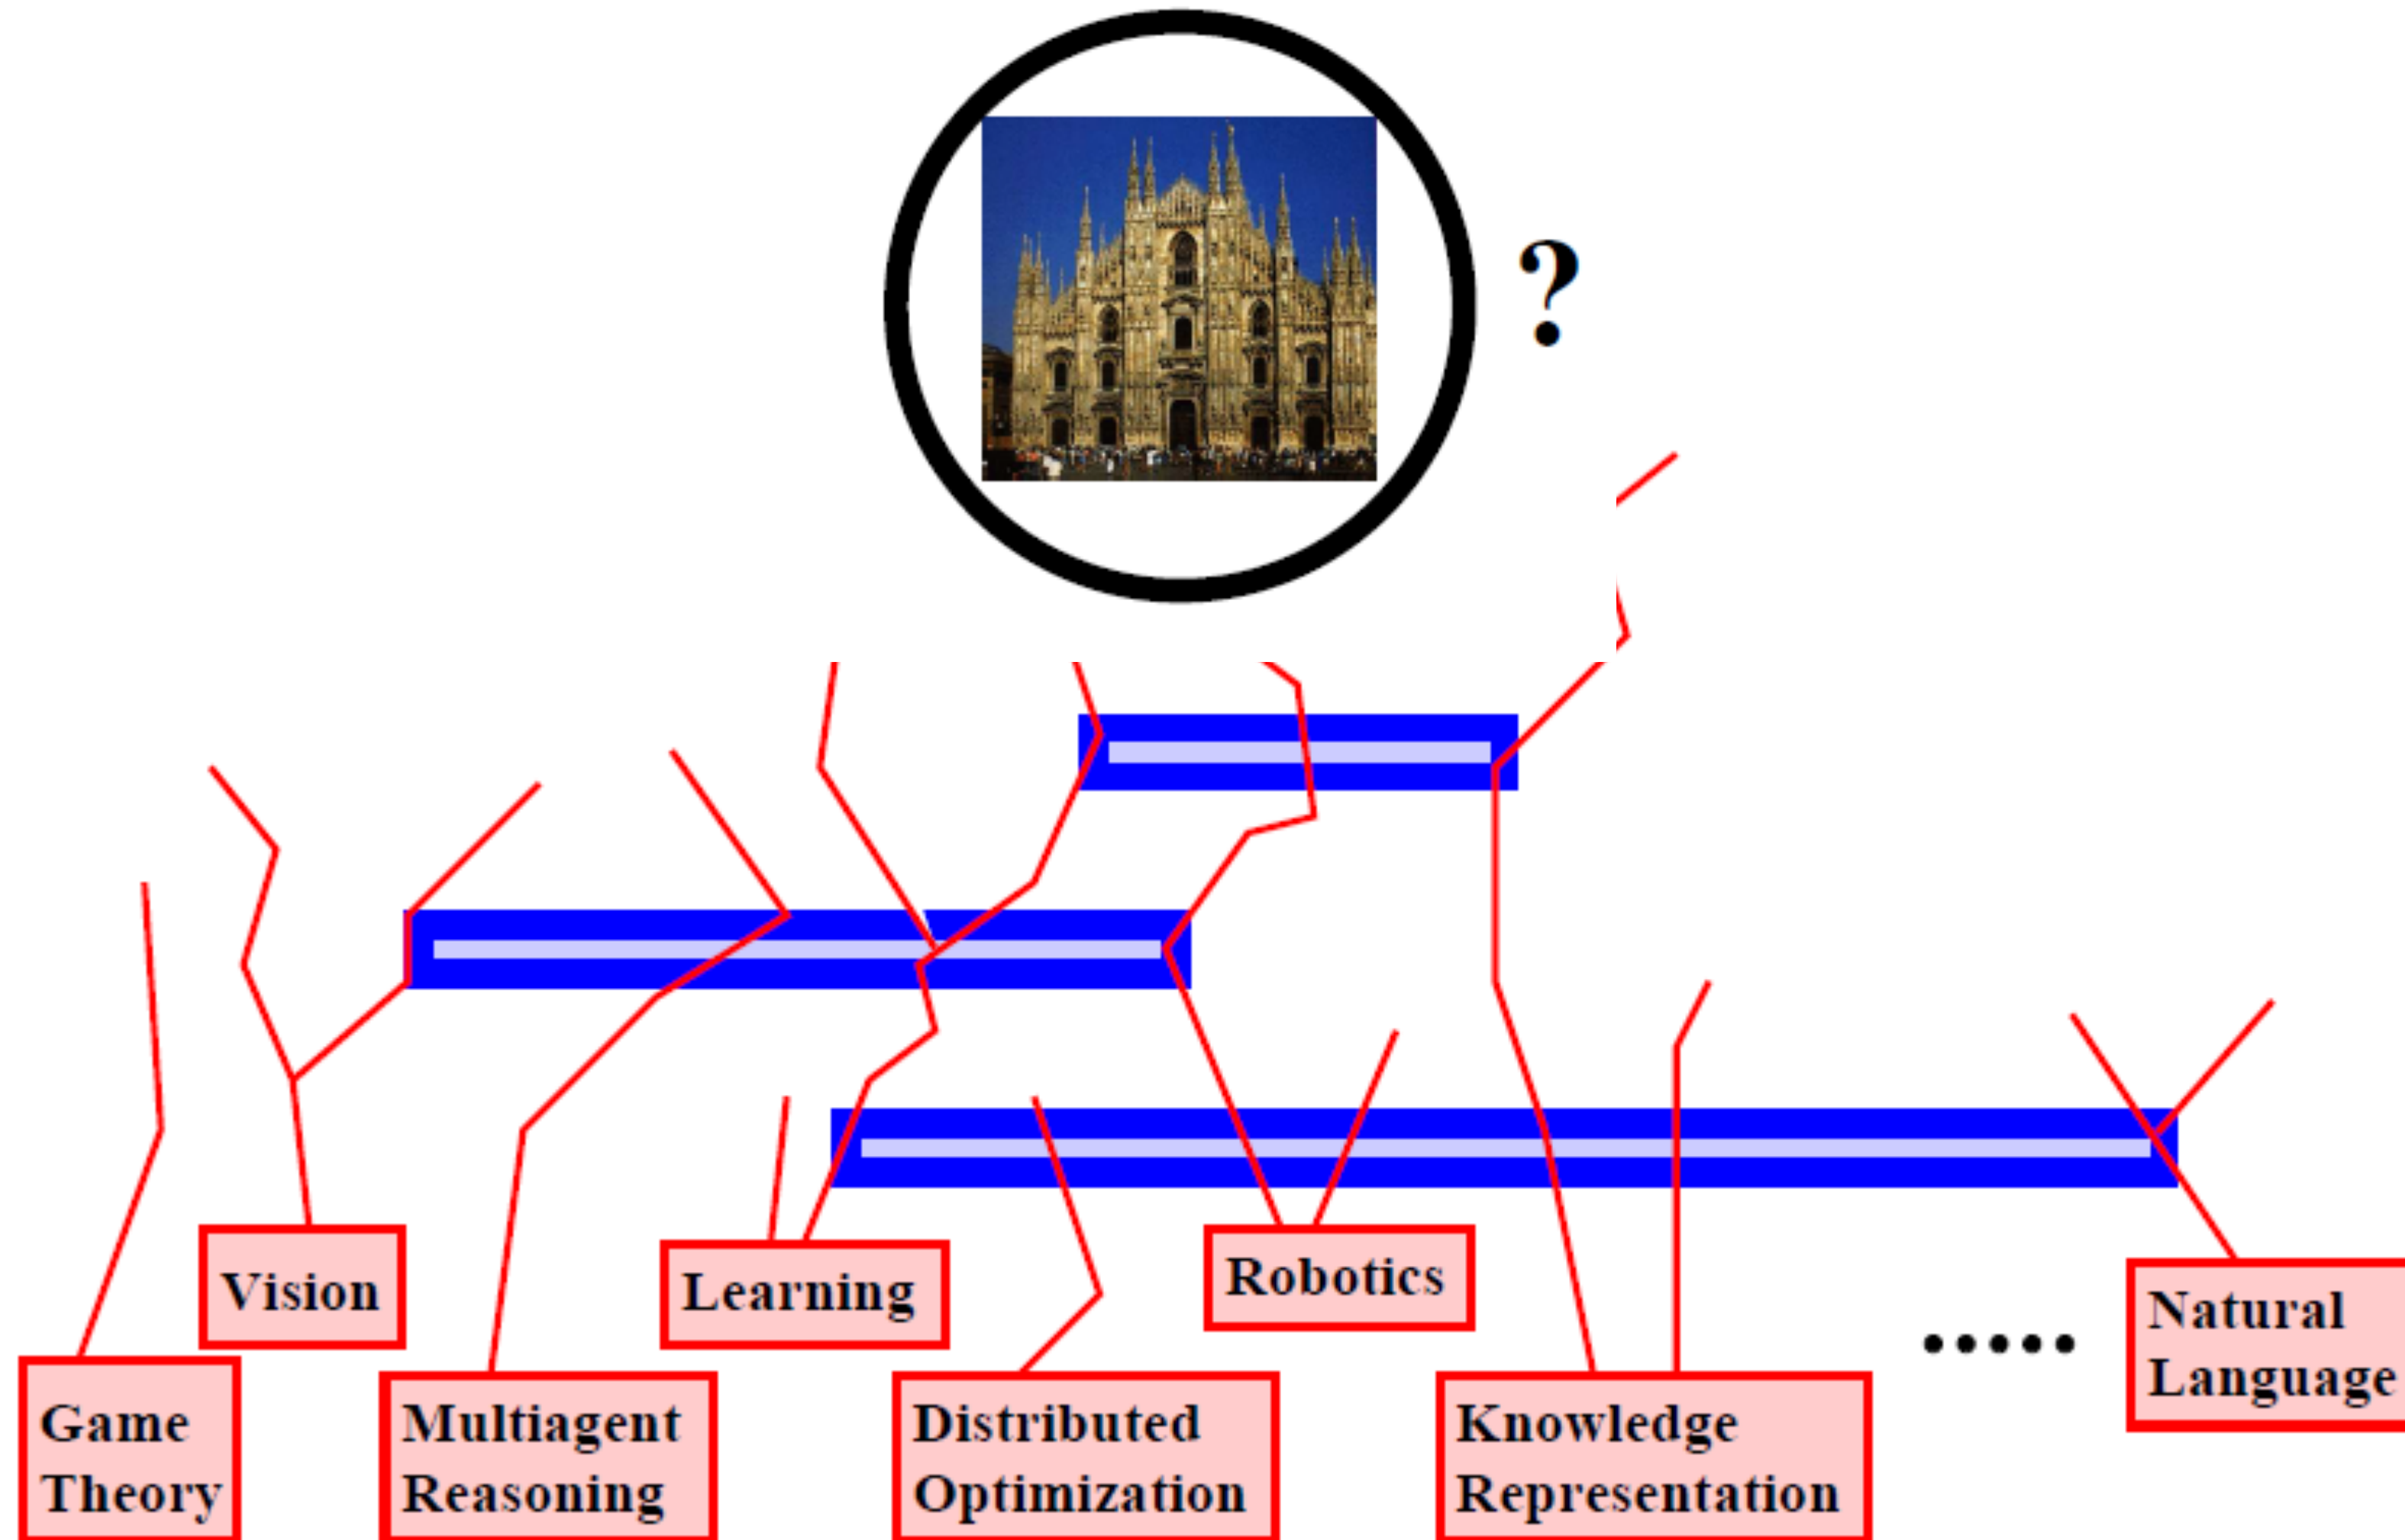 ?
Vision
Learning
Robotics
Natural
Language
Game
Theory
Multiagent
Reasoning
Distributed
Optimization
Knowledge
Representation
.....